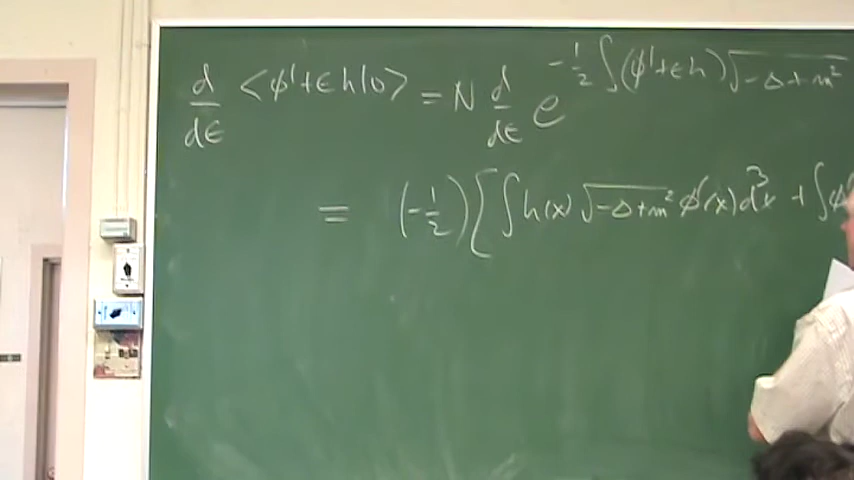 d/dϵ <ϕ'+ϵh|0> = N d/dϵ e^{-1/2 ∫(ϕ'+ϵh)√(-Δ+m²)
= (-1/2)[∫h(x)√(-Δ+m²) ϕ'(x)d³x + ∫ϕ